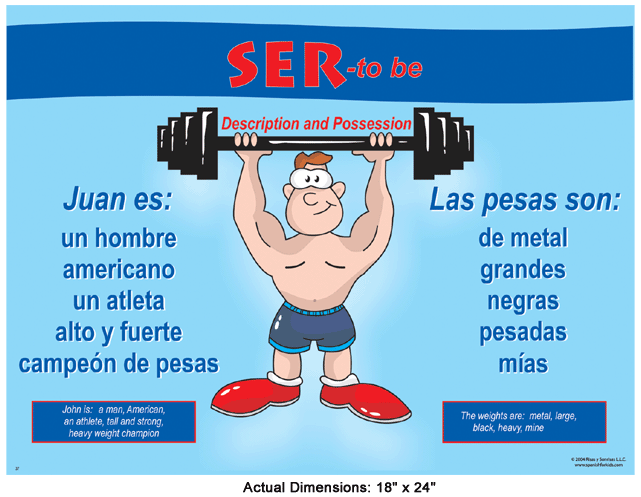 SER-to be
Description and Possession
Juan es:
un hombre
americano
un atleta
alto y fuerte
campeón de pesas
John is: a man, American,
an athlete, tall and strong,
heavy weight champion
Las pesas son:
de metal
grandes
negras
pesadas
mías
The weights are: metal, large,
black, heavy, mine
© 2004 Risas y Sonrisas L.L.C.
www.spanishforkids.com
Actual Dimensions: 18" x 24"